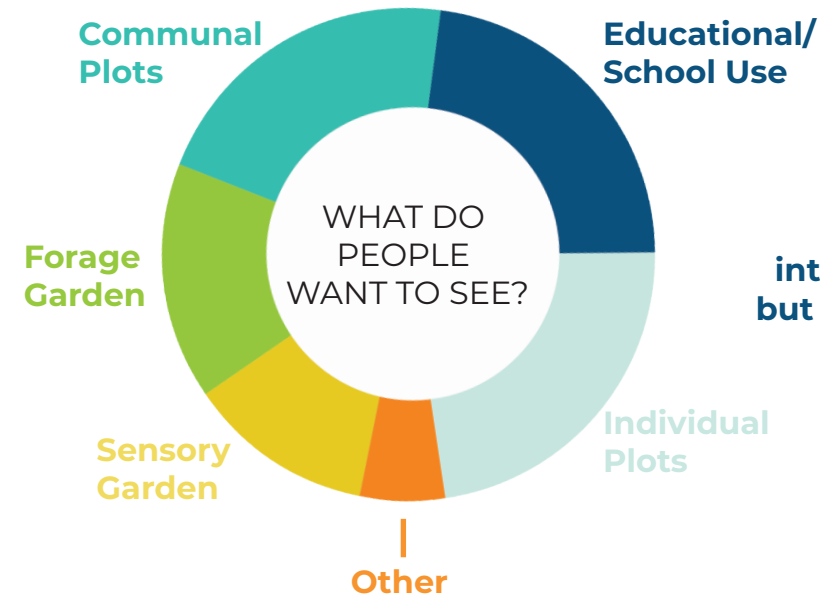 Communal
Plots
Educational/
School Use
WHAT DO
PEOPLE
WANT TO SEE?
Forage
Garden
int
but
Individual
Plots
Sensory
Garden
Other